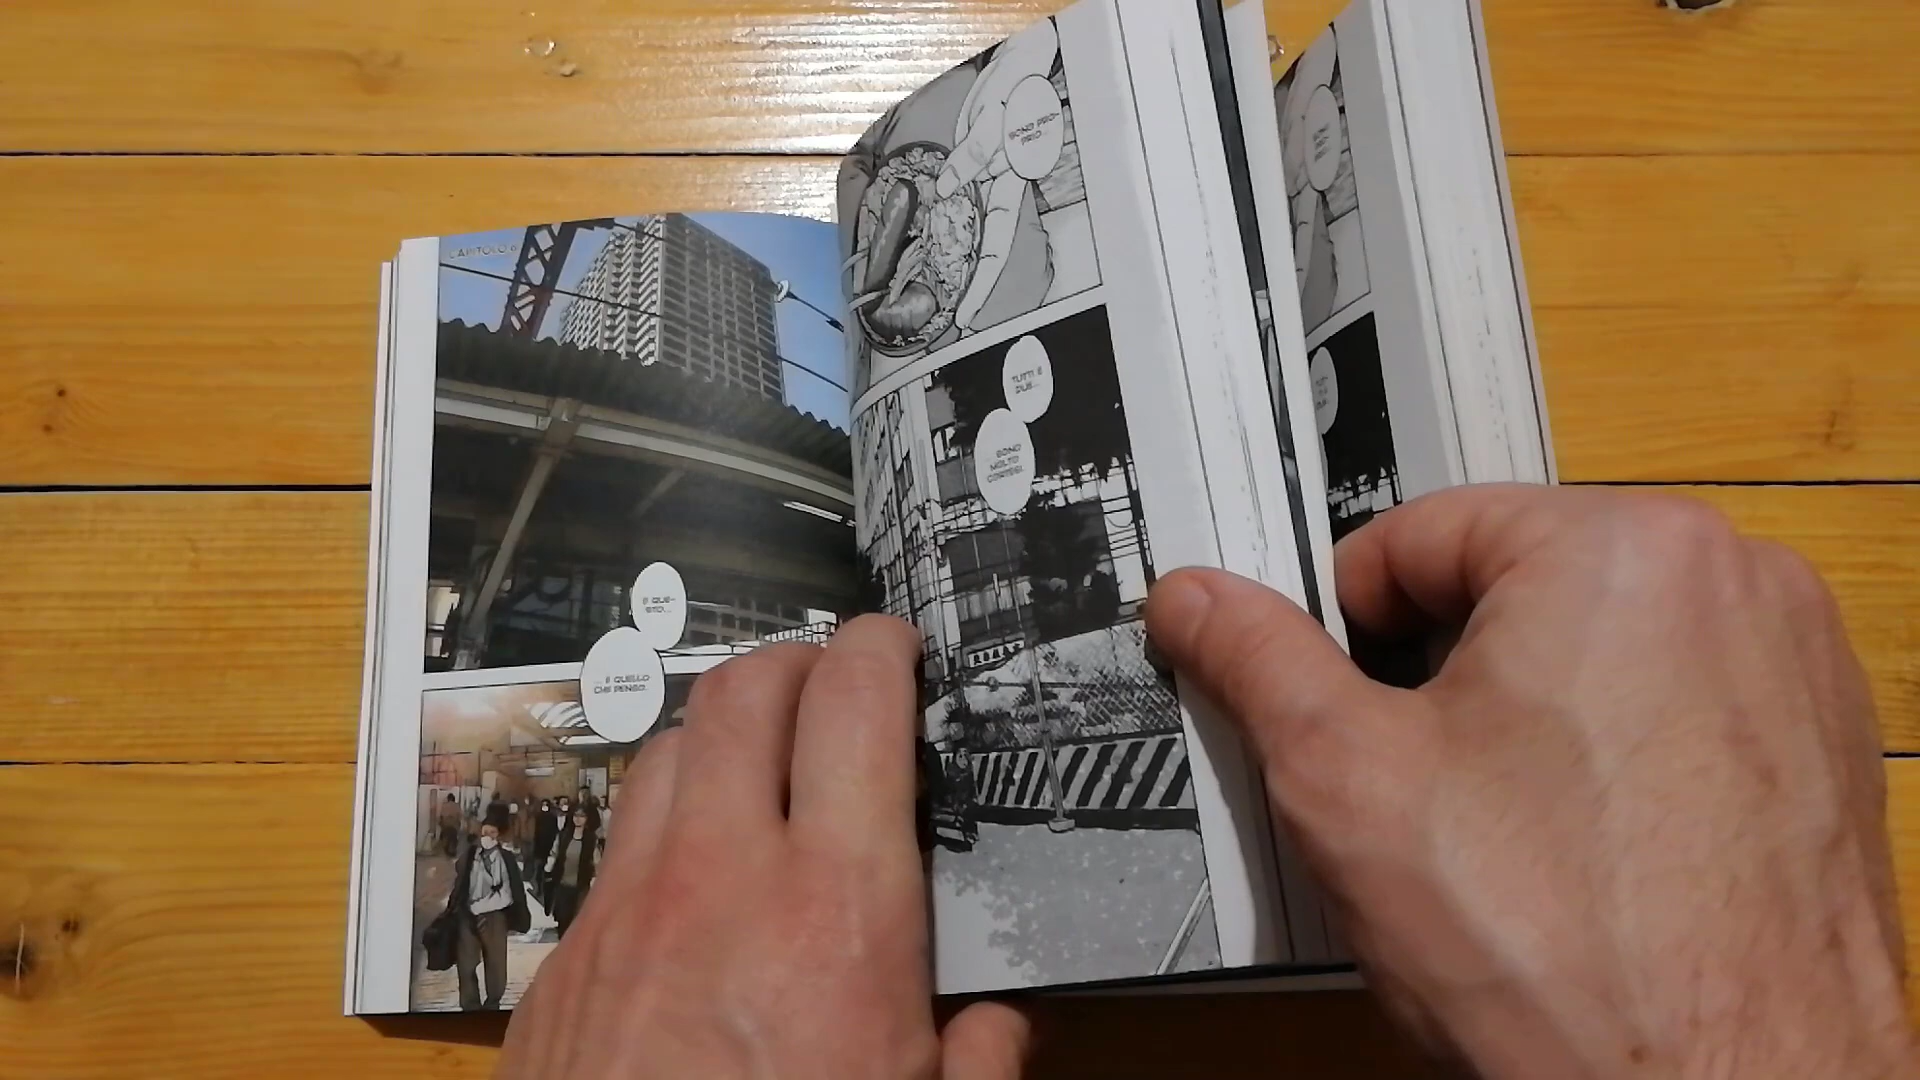 CAPITOLO 6
È QUE-
STO...
... È QUELLO
CHE PENSO.
SONO PRO-
PRIO...
TUTTI E
DUE...
... SONO
MOLTO
CORTESI.